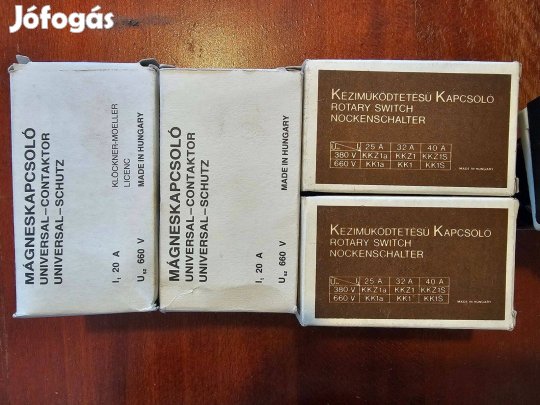 Jófogás
MÁGNESKAPCSOLÓ
UNIVERSAL-CONTAKTOR
UNIVERSAL-SCHUTZ
KLÖCKNER-MOELLER
LICENC
I, 20 A
U 660 V
MADE IN HUNGARY
MÁGNESKAPCSOLÓ
UNIVERSAL-CONTAKTOR
UNIVERSAL-SCHUTZ
I, 20 A
U 660 V
MADE IN HUNGARY
KÉZIMŰKÖDTETÉSŰ KAPCSOLÓ
ROTARY SWITCH
NOCKENSCHALTER
25 A 32 A 40 A
380 V KKZ1a KKZ1 KKZ1S
660 V KK1a KK1 KK1S
MADE IN HUNGARY
KÉZIMŰKÖDTETÉSŰ KAPCSOLÓ
ROTARY SWITCH
NOCKENSCHALTER
25 A 32 A 40 A
380 V KKZ1a KKZ1 KKZ1S
660 V KK1a KK1 KK1S
MADE IN HUNGARY